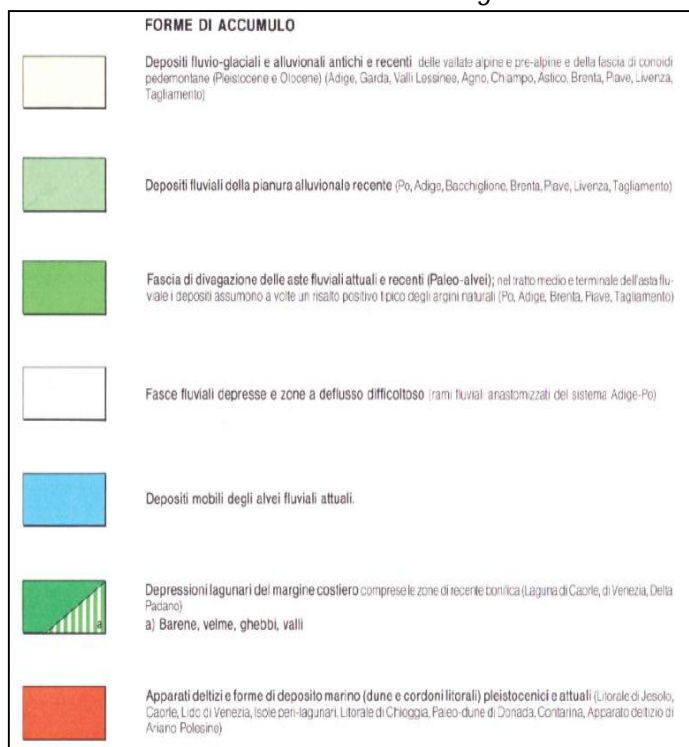 FORME DI ACCUMULO
Depositi fluvio-glaciali e alluvionali antichi e recenti delle vallate alpine e pre-alpine e della fascia di conoidi
pedemontane (Pleistocene e Olocene) (Adige, Garda, Valli Lessinee, Agno, Chiampo, Astico, Brenta, Piave, Livenza,
Tagliamento)
Depositi fluviali della pianura alluvionale recente (Po, Adige, Bacchiglione, Brenta, Piave, Livenza, Tagliamento)
Fascia di divagazione delle aste fluviali attuali e recenti (Paleo-alvei); nel tratto medio e terminale dell'asta flu-
viale i depositi assumono a volte un risalto positivo tipico degli argini naturali (Po, Adige, Brenta, Piave, Tagliamento)
Fasce fluviali depresse e zone a deflusso difficoltoso (rami fluviali anastomizzati del sistema Adige-Po)
Depositi mobili degli alvei fluviali attuali.
Depressioni lagunari del margine costiero comprese le zone di recente bonifica (Laguna di Caorle, di Venezia, Delta
Padano)
a
a) Barene, velme, ghebbi, valli
Apparati deltizi e forme di deposito marino (dune e cordoni litorali) pleistocenici e attuali (Litorale di Jesolo,
Caorle, Lido di Venezia, Isole peri-lagunari, Litorale di Chioggia, Paleo-dune di Donada, Contarina, Apparato deltizio di
Ariano Polesine)